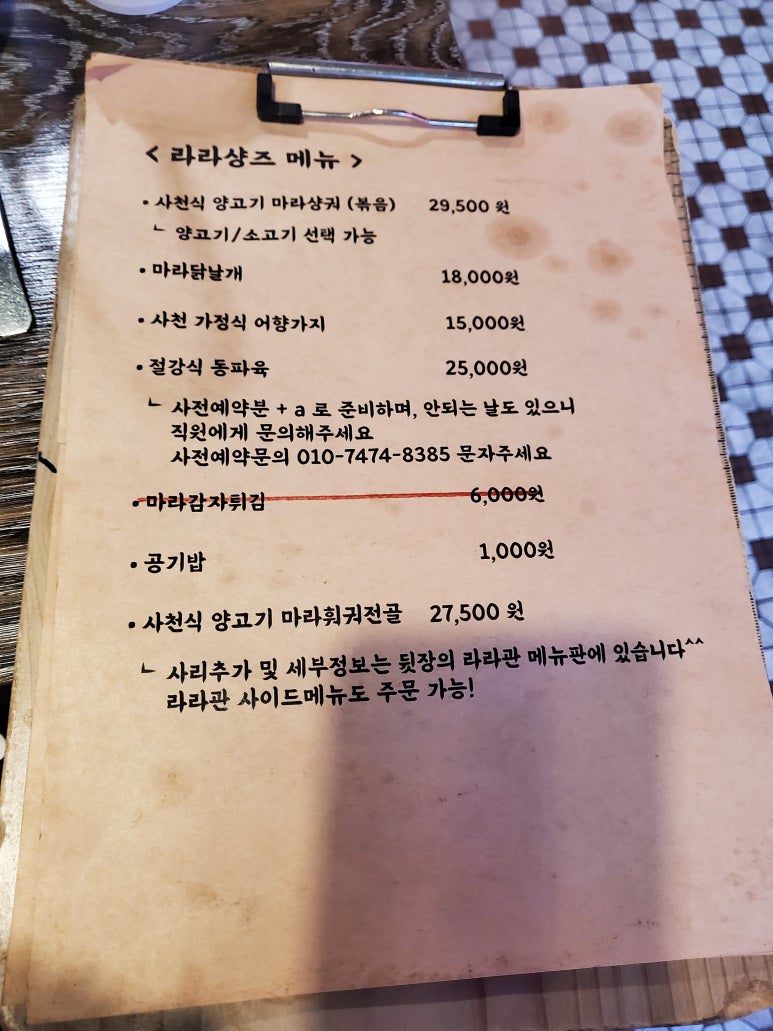 < 라라샹즈 메뉴 >
• 사천식 양고기 마라샹궈 (볶음) 29,500 원
ㄴ 양고기/소고기 선택 가능
• 마라닭날개 18,000원
• 사천 가정식 어향가지 15,000원
• 절강식 동파육 25,000원
ㄴ 사전예약분 + a 로 준비하며, 안되는 날도 있으니
직원에게 문의해주세요
사전예약문의 010-7474-8385 문자주세요
• 마라감자튀김 6,000원
• 공기밥 1,000원
• 사천식 양고기 마라훠궈전골 27,500 원
ㄴ 사리추가 및 세부정보는 뒷장의 라라관 메뉴판에 있습니다^^
라라관 사이드메뉴도 주문 가능!